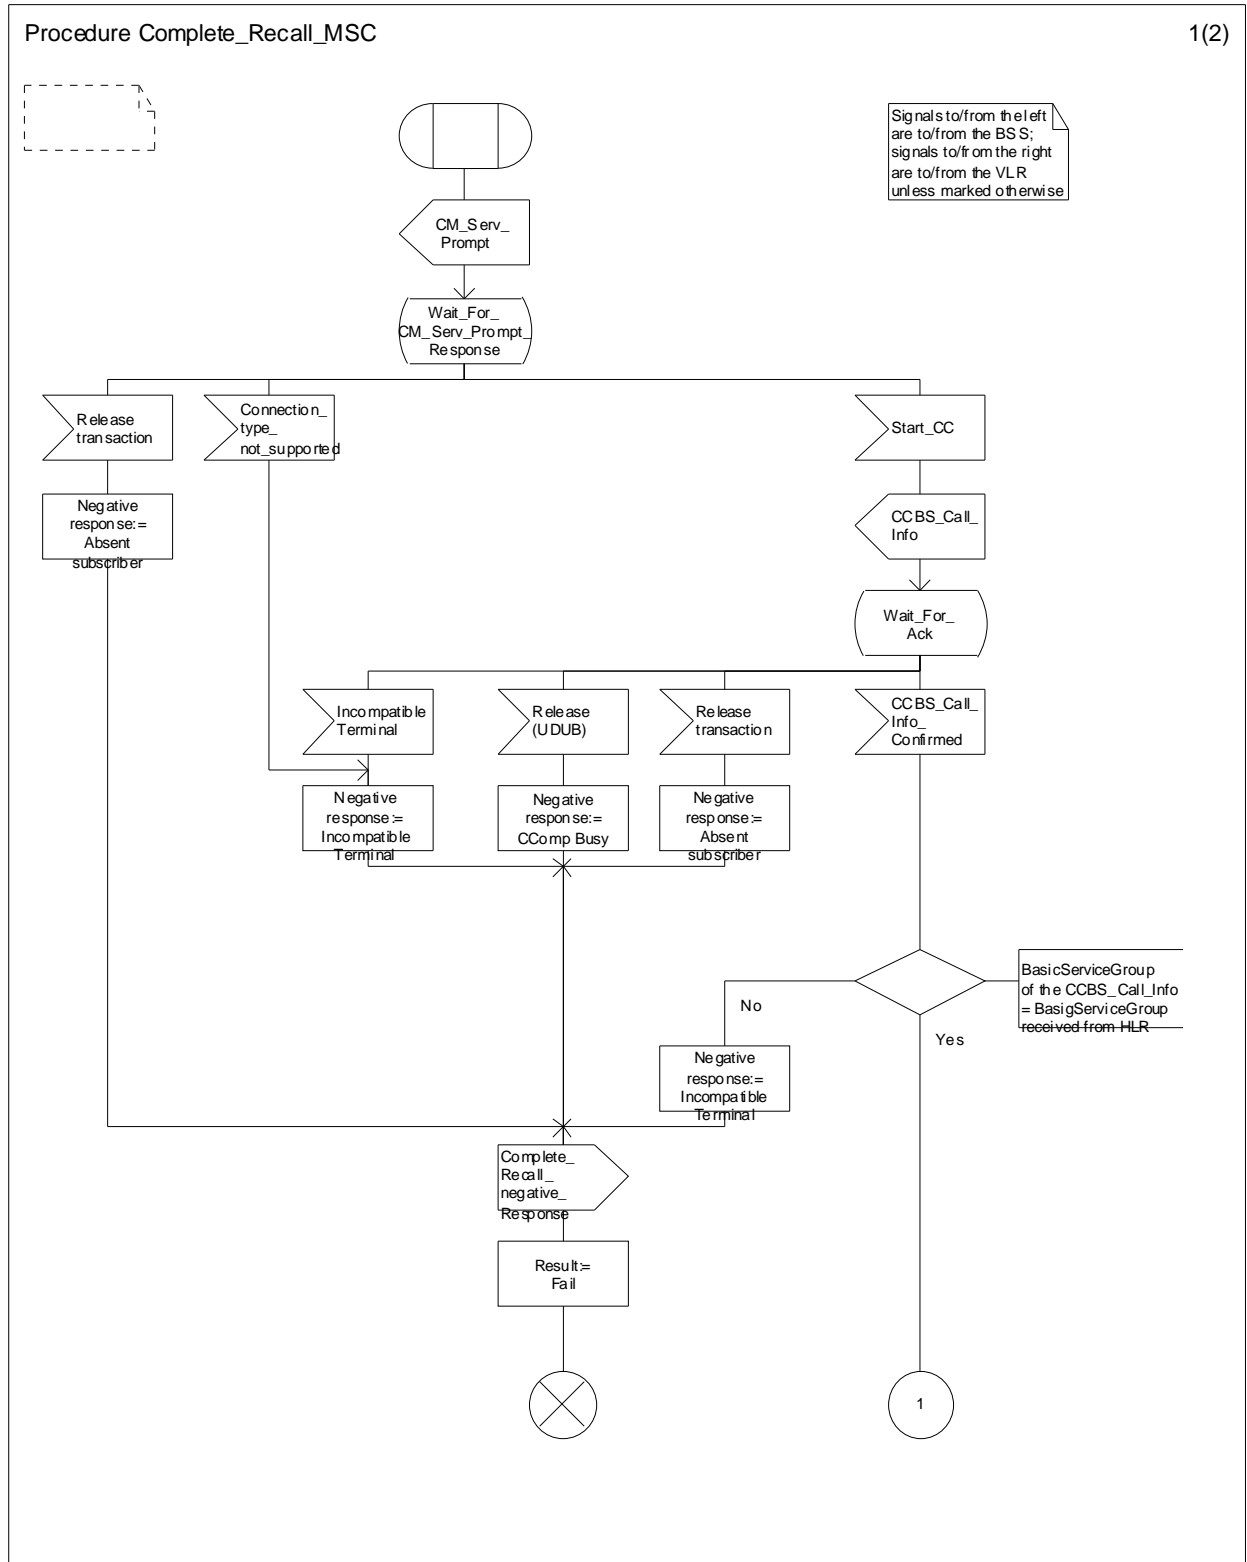 Procedure Complete_Recall_MSC
1(2)
Signals to/from the left
are to/from the BSS;
signals to/from the right
are to/from the VLR
unless marked otherwise
CM_Serv_
Prompt
Wait_For_
CM_Serv_Prompt_
Response
Release
transaction
Connection_
type_
not_supported
Start_CC
Negative
response:=
Absent
subscriber
CCBS_Call_
Info
Wait_For_
Ack
Incompatible
Terminal
Release
(UDUB)
Release
transaction
CCBS_Call_
Info_
Confirmed
Negative
response:=
Incompatible
Terminal
Negative
response:=
CComp Busy
Negative
response:=
Absent
subscriber
BasicServiceGroup
of the CCBS_Call_Info
= BasigServiceGroup
received from HLR
No
Yes
Negative
response:=
Incompatible
Terminal
Complete_
Recall_
negative_
Response
Result:=
Fail
1